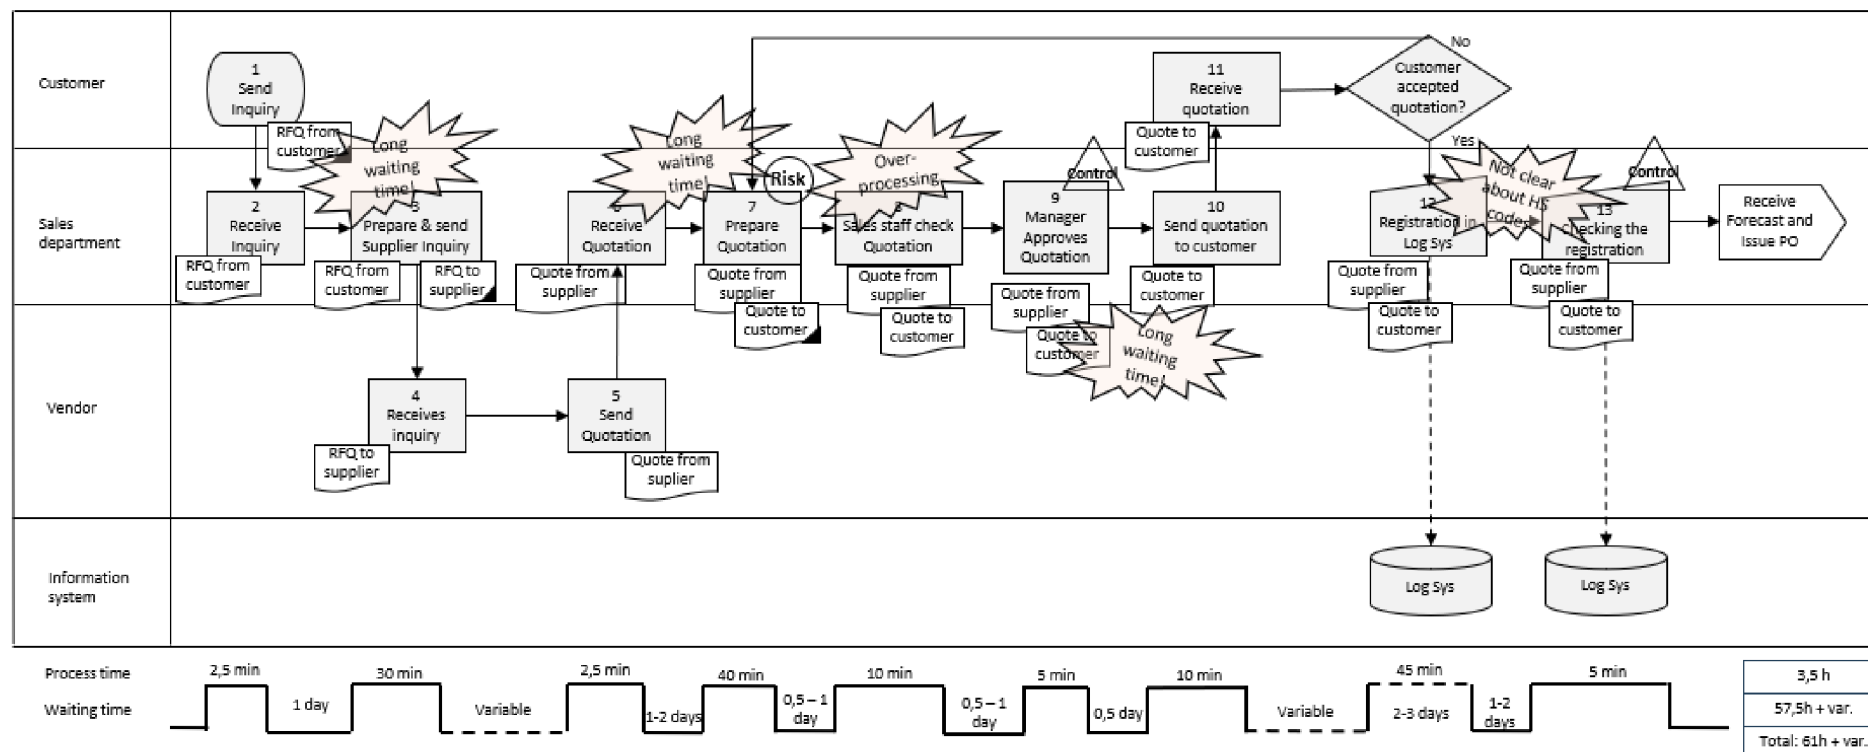 Customer
1
Send
Inquiry
RFQ from
customer
Long
waiting
time!
Long
waiting
time!
Risk
Over-
processing
Control
11
Receive
quotation
Quote to
customer
Customer
accepted
quotation?
No
Yes
Not clear
about HS
codes
Control
Sales
department
2
Receive
Inquiry
RFQ from
customer
3
Prepare & send
Supplier Inquiry
RFQ from
customer
RFQ to
supplier
6
Receive
Quotation
Quote from
supplier
7
Prepare
Quotation
Quote from
supplier
Quote to
customer
8
Sales staff check
Quotation
Quote from
supplier
Quote to
customer
9
Manager
Approves
Quotation
Quote from
supplier
Quote to
customer
Long
waiting
time!
10
Send quotation
to customer
Quote to
customer
12
Registration in
Log Sys
Quote from
supplier
Quote to
customer
13
Checking the
registration
Quote from
supplier
Quote to
customer
Receive
Forecast and
Issue PO
Vendor
4
Receives
inquiry
RFQ to
supplier
5
Send
Quotation
Quote from
suplier
Information
system
Log Sys
Log Sys
Process time
2,5 min
30 min
2,5 min
40 min
10 min
5 min
10 min
45 min
5 min
3,5 h
Waiting time
1 day
Variable
1-2 days
0,5 – 1
day
0,5 – 1
day
0,5 day
Variable
2-3 days
1-2
days
57,5h + var.
Total: 61h + var.